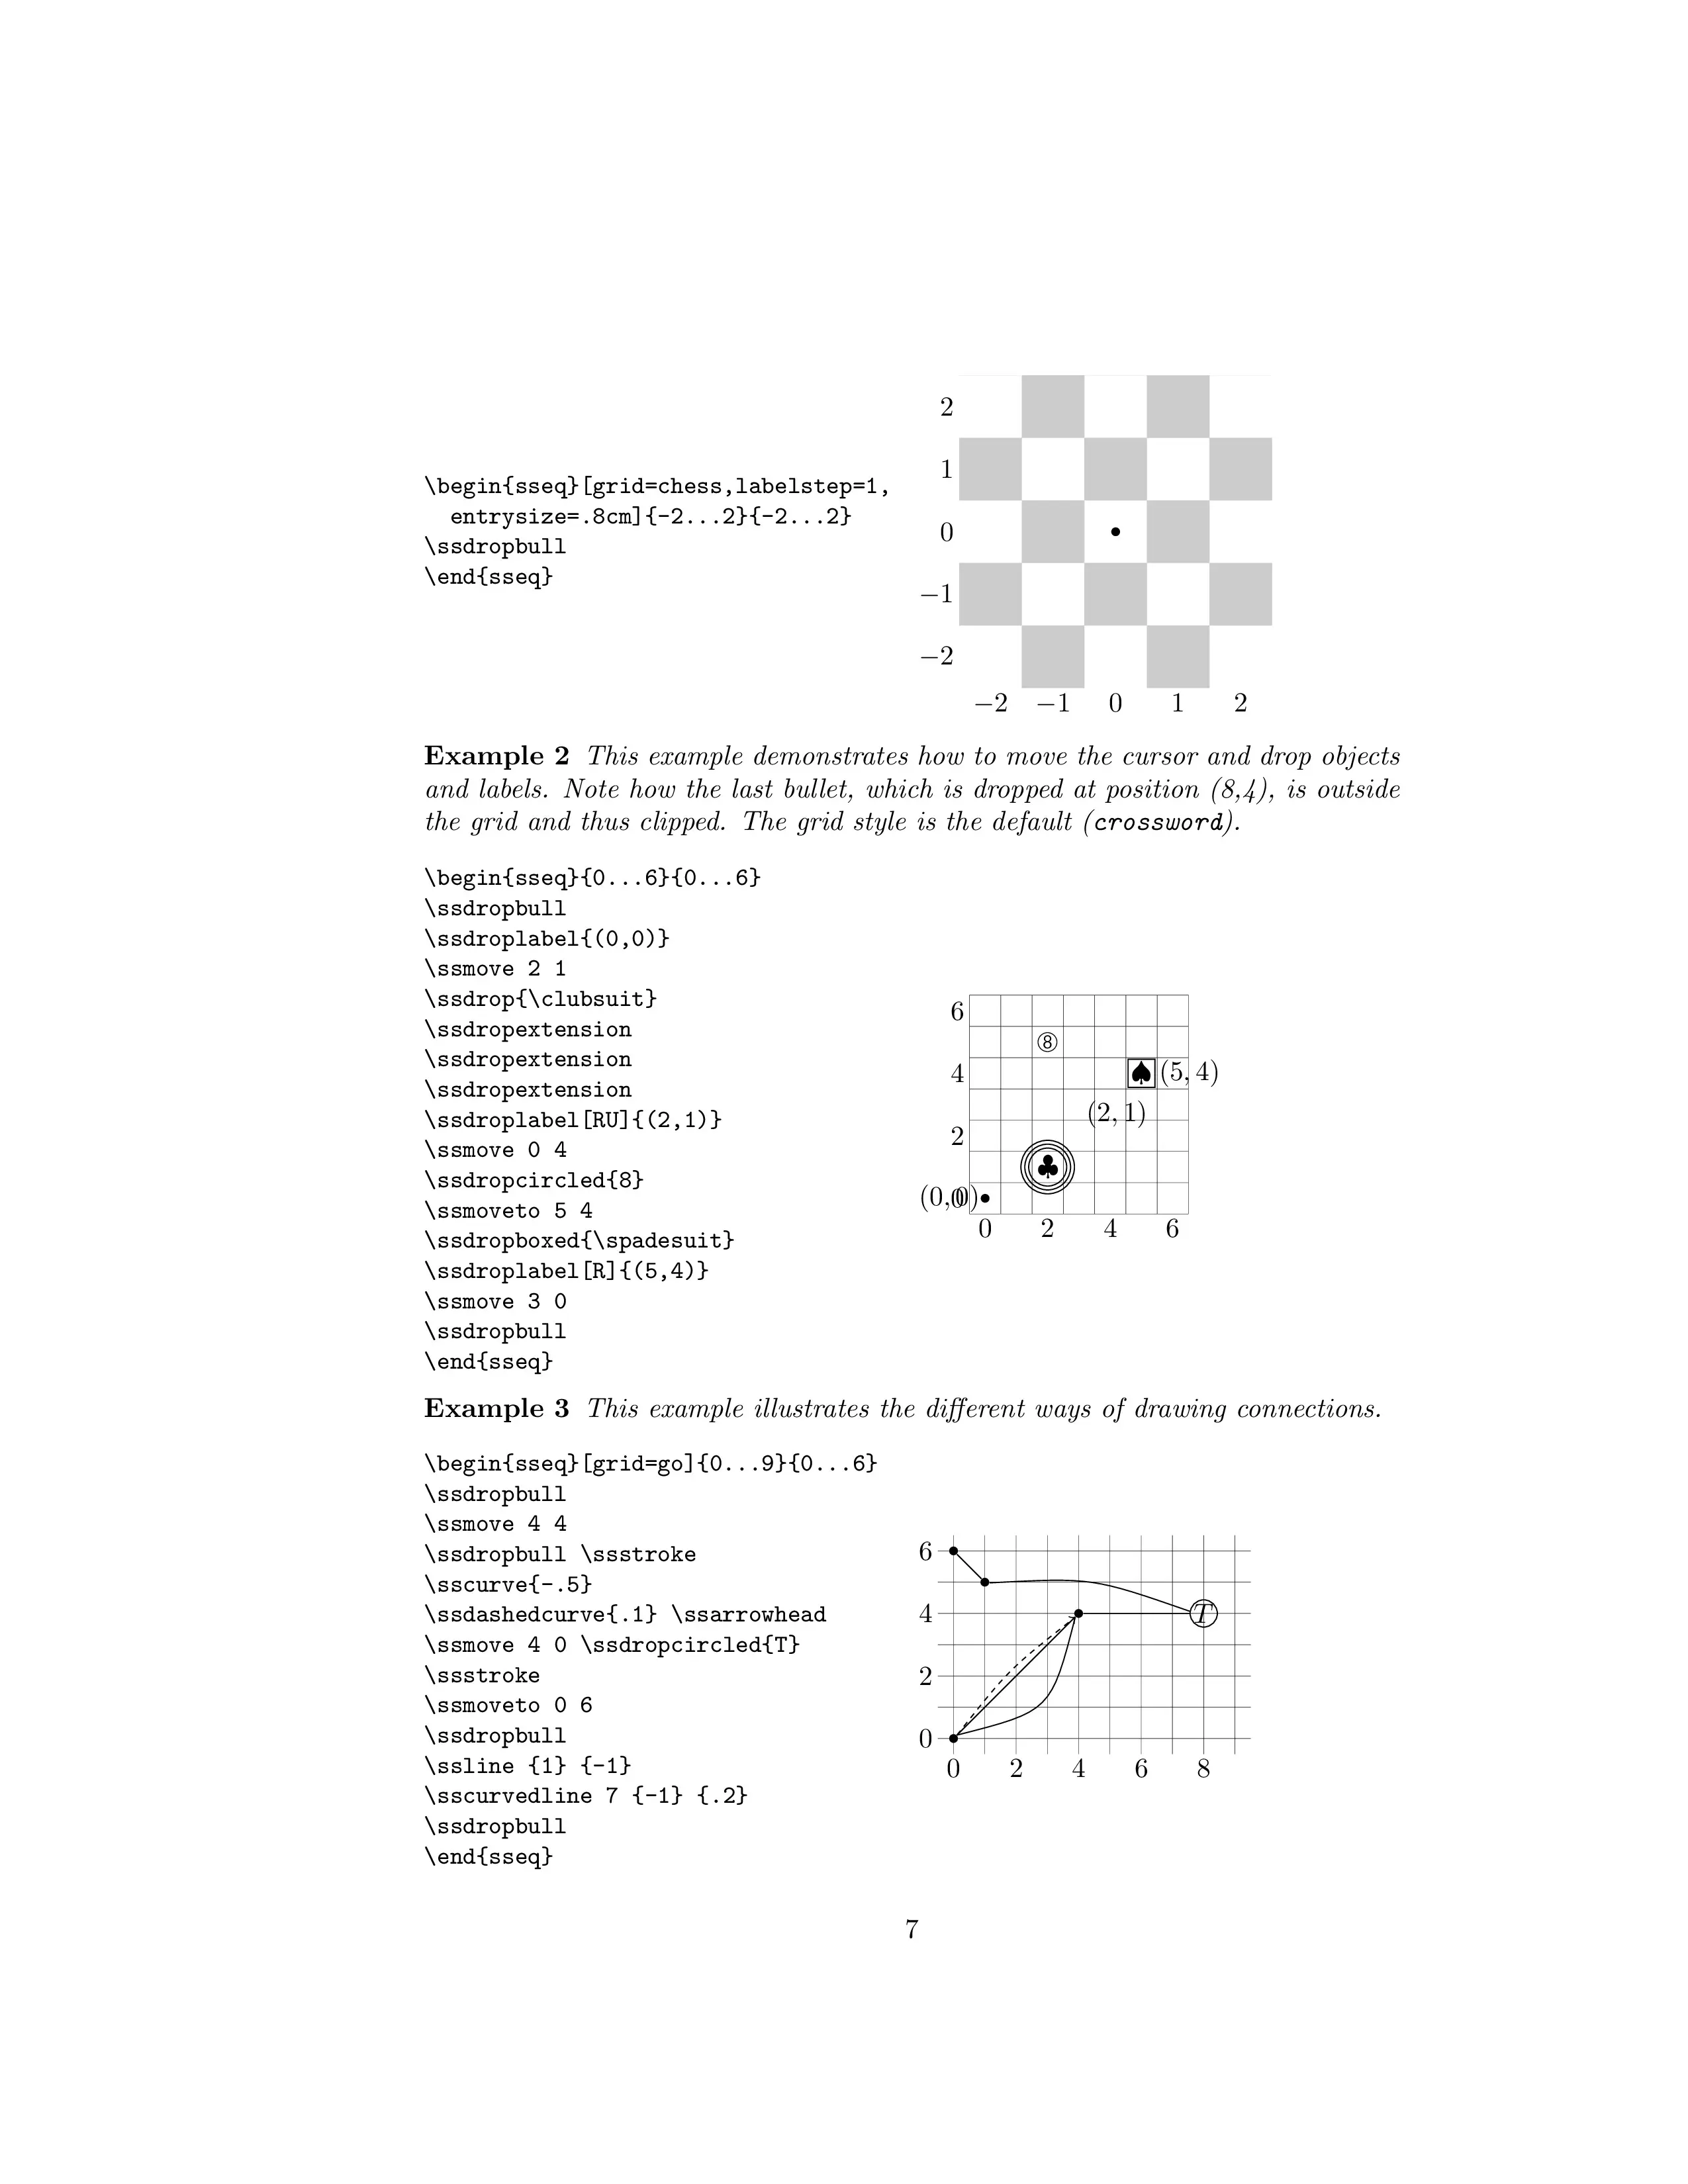 \begin{sseq}[grid=chess,labelstep=1,
entrysize=.8cm]{-2...2}{-2...2}
\ssdropbull
\end{sseq}
2
1
0
−1
−2
−2 −1 0 1 2
Example 2 This example demonstrates how to move the cursor and drop objects
and labels. Note how the last bullet, which is dropped at position (8,4), is outside
the grid and thus clipped. The grid style is the default (crossword).
\begin{sseq}{0...6}{0...6}
\ssdropbull
\ssdroplabel{(0,0)}
\ssmove 2 1
\ssdrop{\clubsuit}
\ssdropextension
\ssdropextension
\ssdropextension
\ssdroplabel[RU]{(2,1)}
\ssmove 0 4
\ssdropcircled{8}
\ssmoveto 5 4
\ssdropboxed{\spadesuit}
\ssdroplabel[R]{(5,4)}
\ssmove 3 0
\ssdropbull
\end{sseq}
6
8
4 ♠ (5, 4)
(2, 1)
2
♣
(0, 0)
0
0 2 4 6
Example 3 This example illustrates the different ways of drawing connections.
\begin{sseq}[grid=go]{0...9}{0...6}
\ssdropbull
\ssmove 4 4
\ssdropbull \ssstroke
\sscurve{-.5}
\ssdashedcurve{.1} \ssarrowhead
\ssmove 4 0 \ssdropcircled{T}
\ssstroke
\ssmoveto 0 6
\ssdropbull
\ssline {1} {-1}
\sscurvedline 7 {-1} {.2}
\ssdropbull
\end{sseq}
6
4 T
2
0
0 2 4 6 8
7